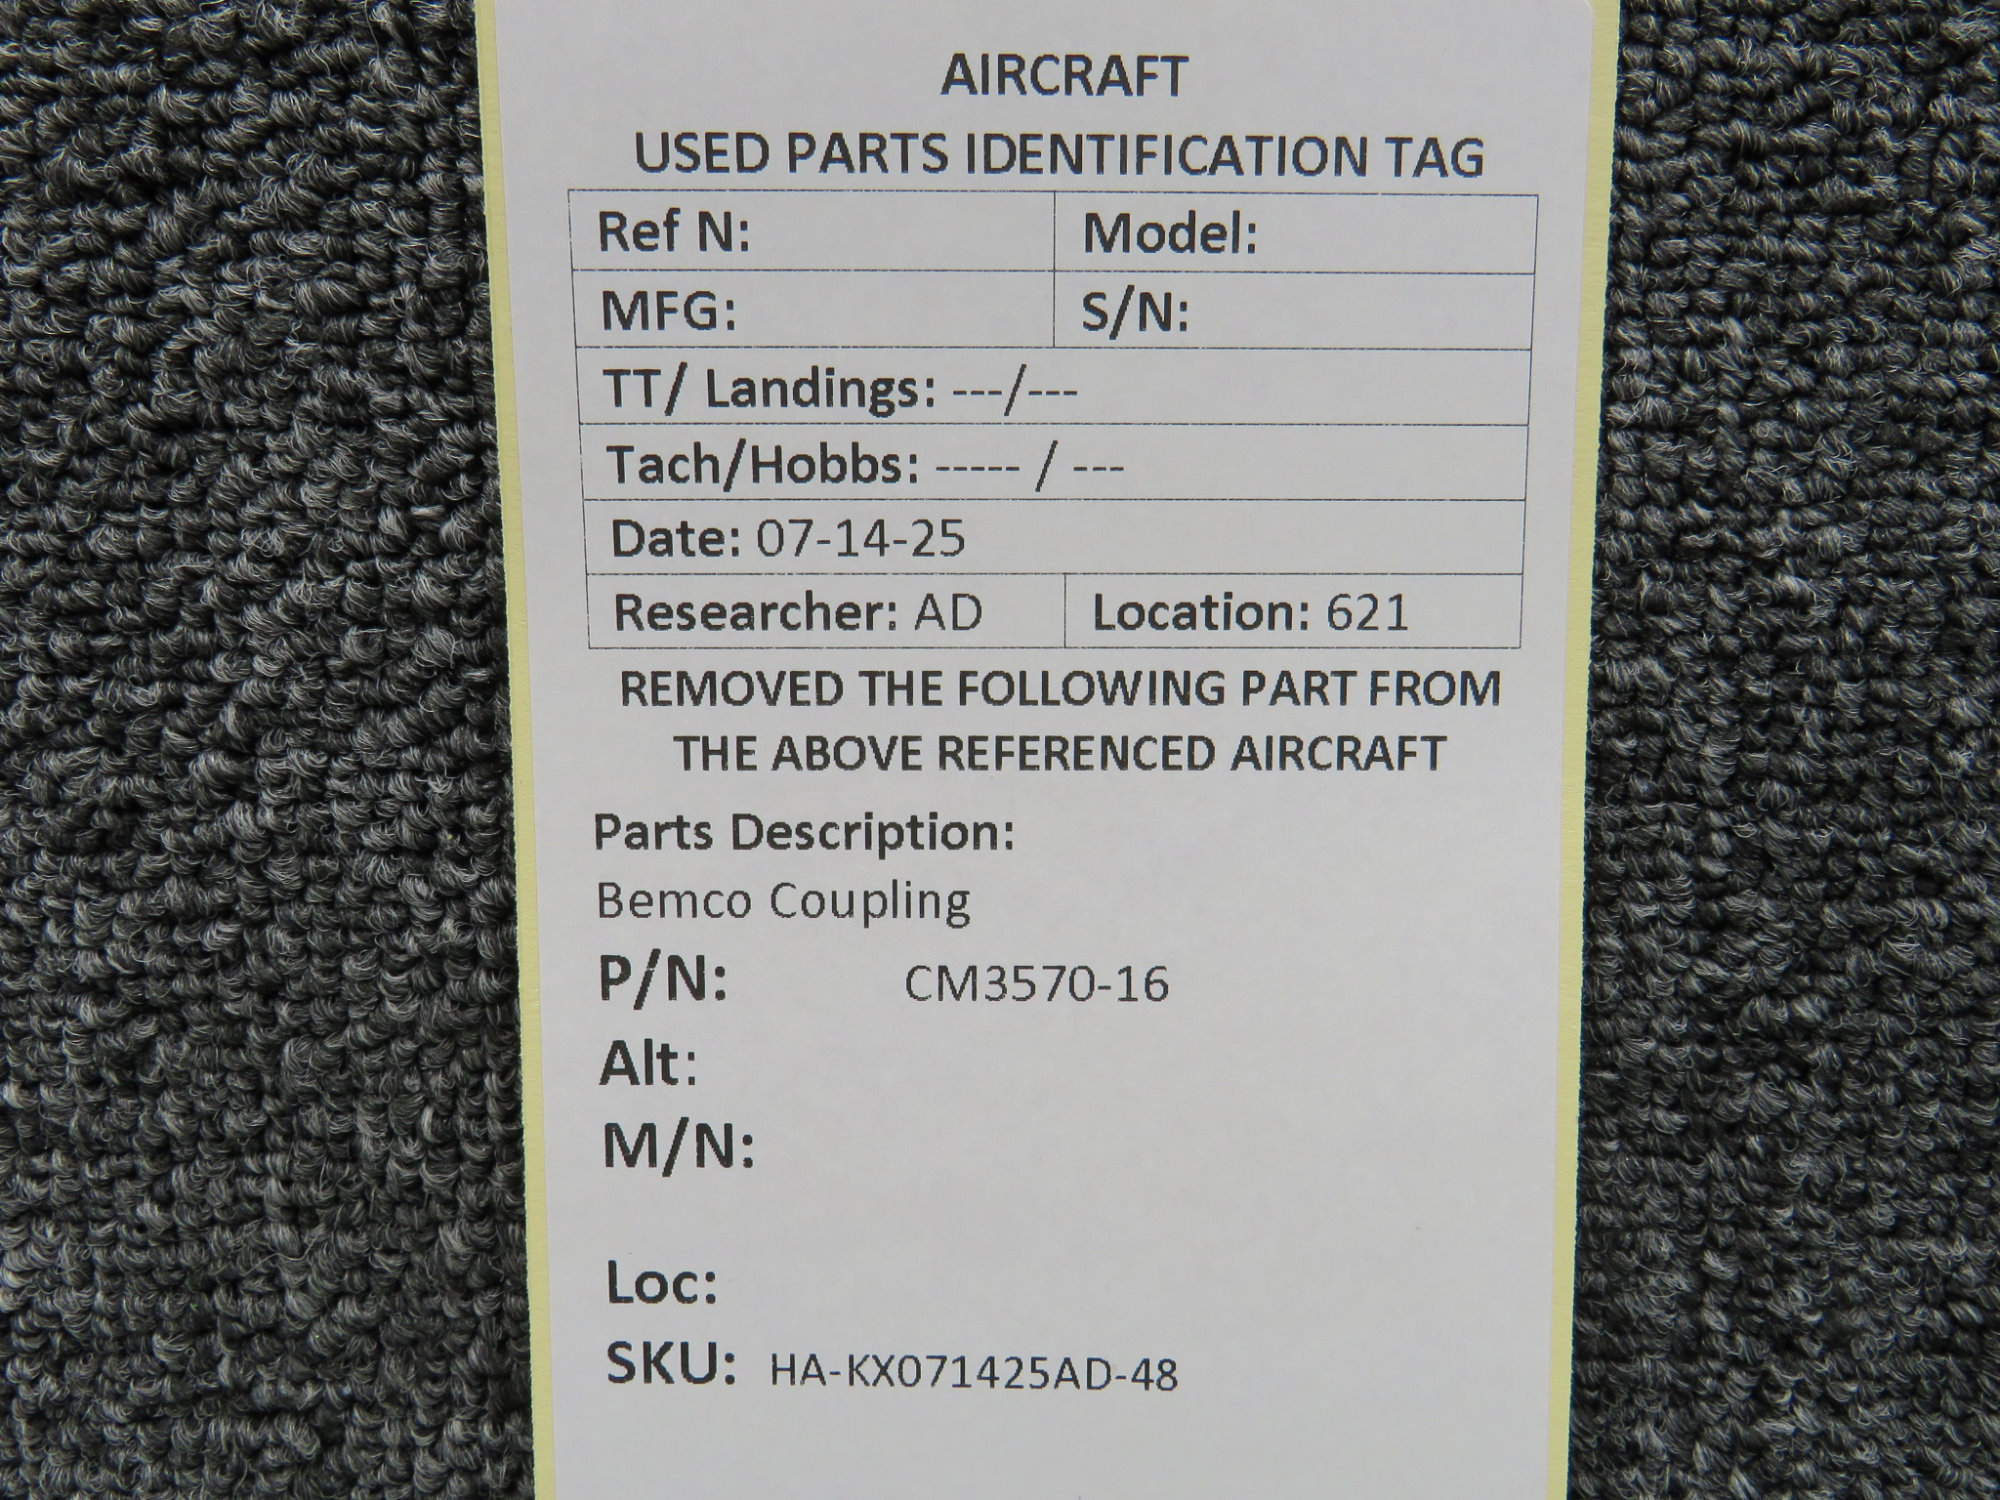 AIRCRAFT
USED PARTS IDENTIFICATION TAG
Ref N: Model:
MFG: S/N:
TT/ Landings: ---/---
Tach/Hobbs: ----- / ---
Date: 07-14-25
Researcher: AD Location: 621
REMOVED THE FOLLOWING PART FROM
THE ABOVE REFERENCED AIRCRAFT
Parts Description:
Bemco Coupling
P/N: CM3570-16
Alt:
M/N:
Loc:
SKU: HA-KX071425AD-48